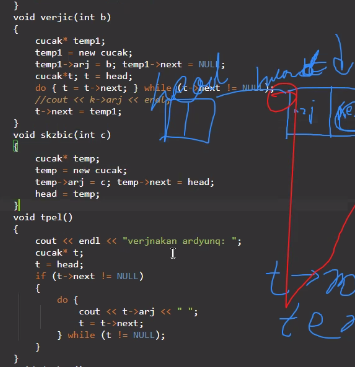 }
void verjic(int b)
{
cucak* temp1;
temp1 = new cucak;
temp1->arj = b; temp1->next = NULL;
cucak*t; t = head;
do { t = t->next; } while (t->next != NULL);
//cout << k->arj << endl;
t->next = temp1;
}
void skzbic(int c)
{
cucak* temp;
temp = new cucak;
temp->arj = c; temp->next = head;
head = temp;
}
void tpel()
{
cout << endl << "verjnakan ardyunq: ";
cucak* t;
t = head;
if (t->next != NULL)
{
do {
cout << t->arj << " ";
t = t->next;
} while (t != NULL);
}
}